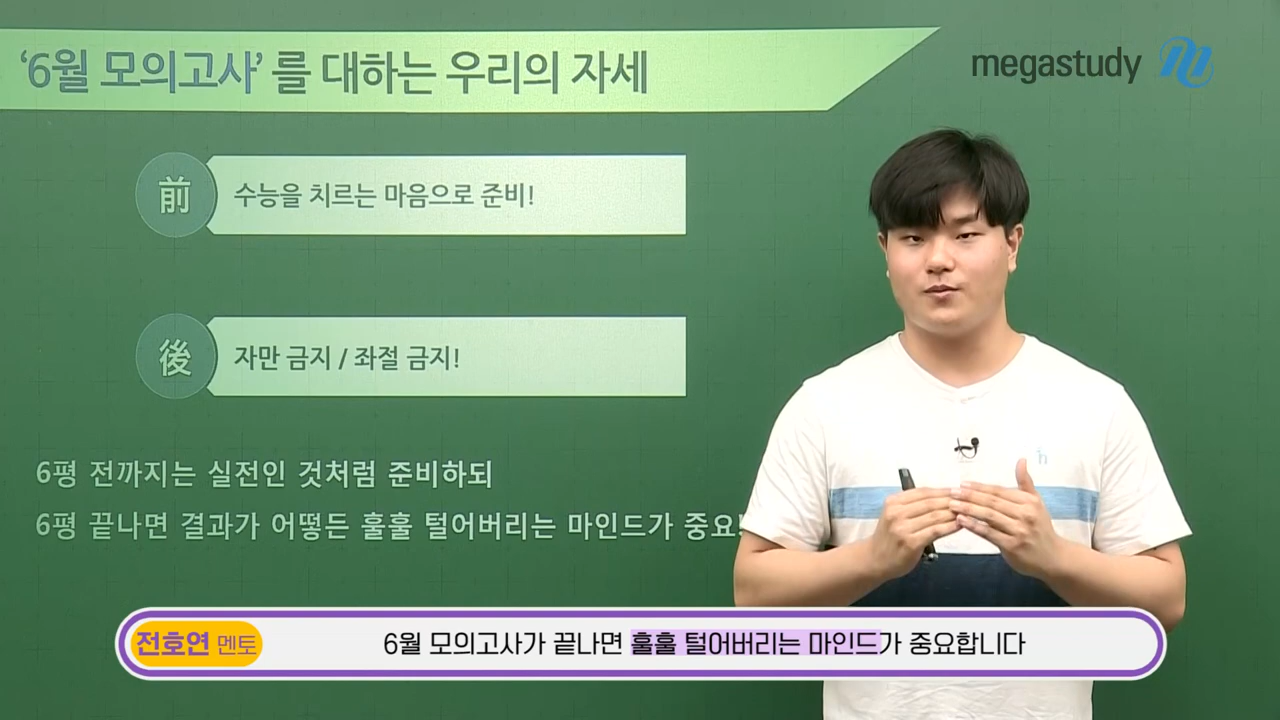 ‘6월 모의고사’ 를 대하는 우리의 자세
megastudy
前 수능을 치르는 마음으로 준비!
後 자만 금지 / 좌절 금지!
6평 전까지는 실전인 것처럼 준비하되
6평 끝나면 결과가 어떻든 훌훌 털어버리는 마인드가 중요!
전호연 멘토 6월 모의고사가 끝나면 훌훌 털어버리는 마인드가 중요합니다